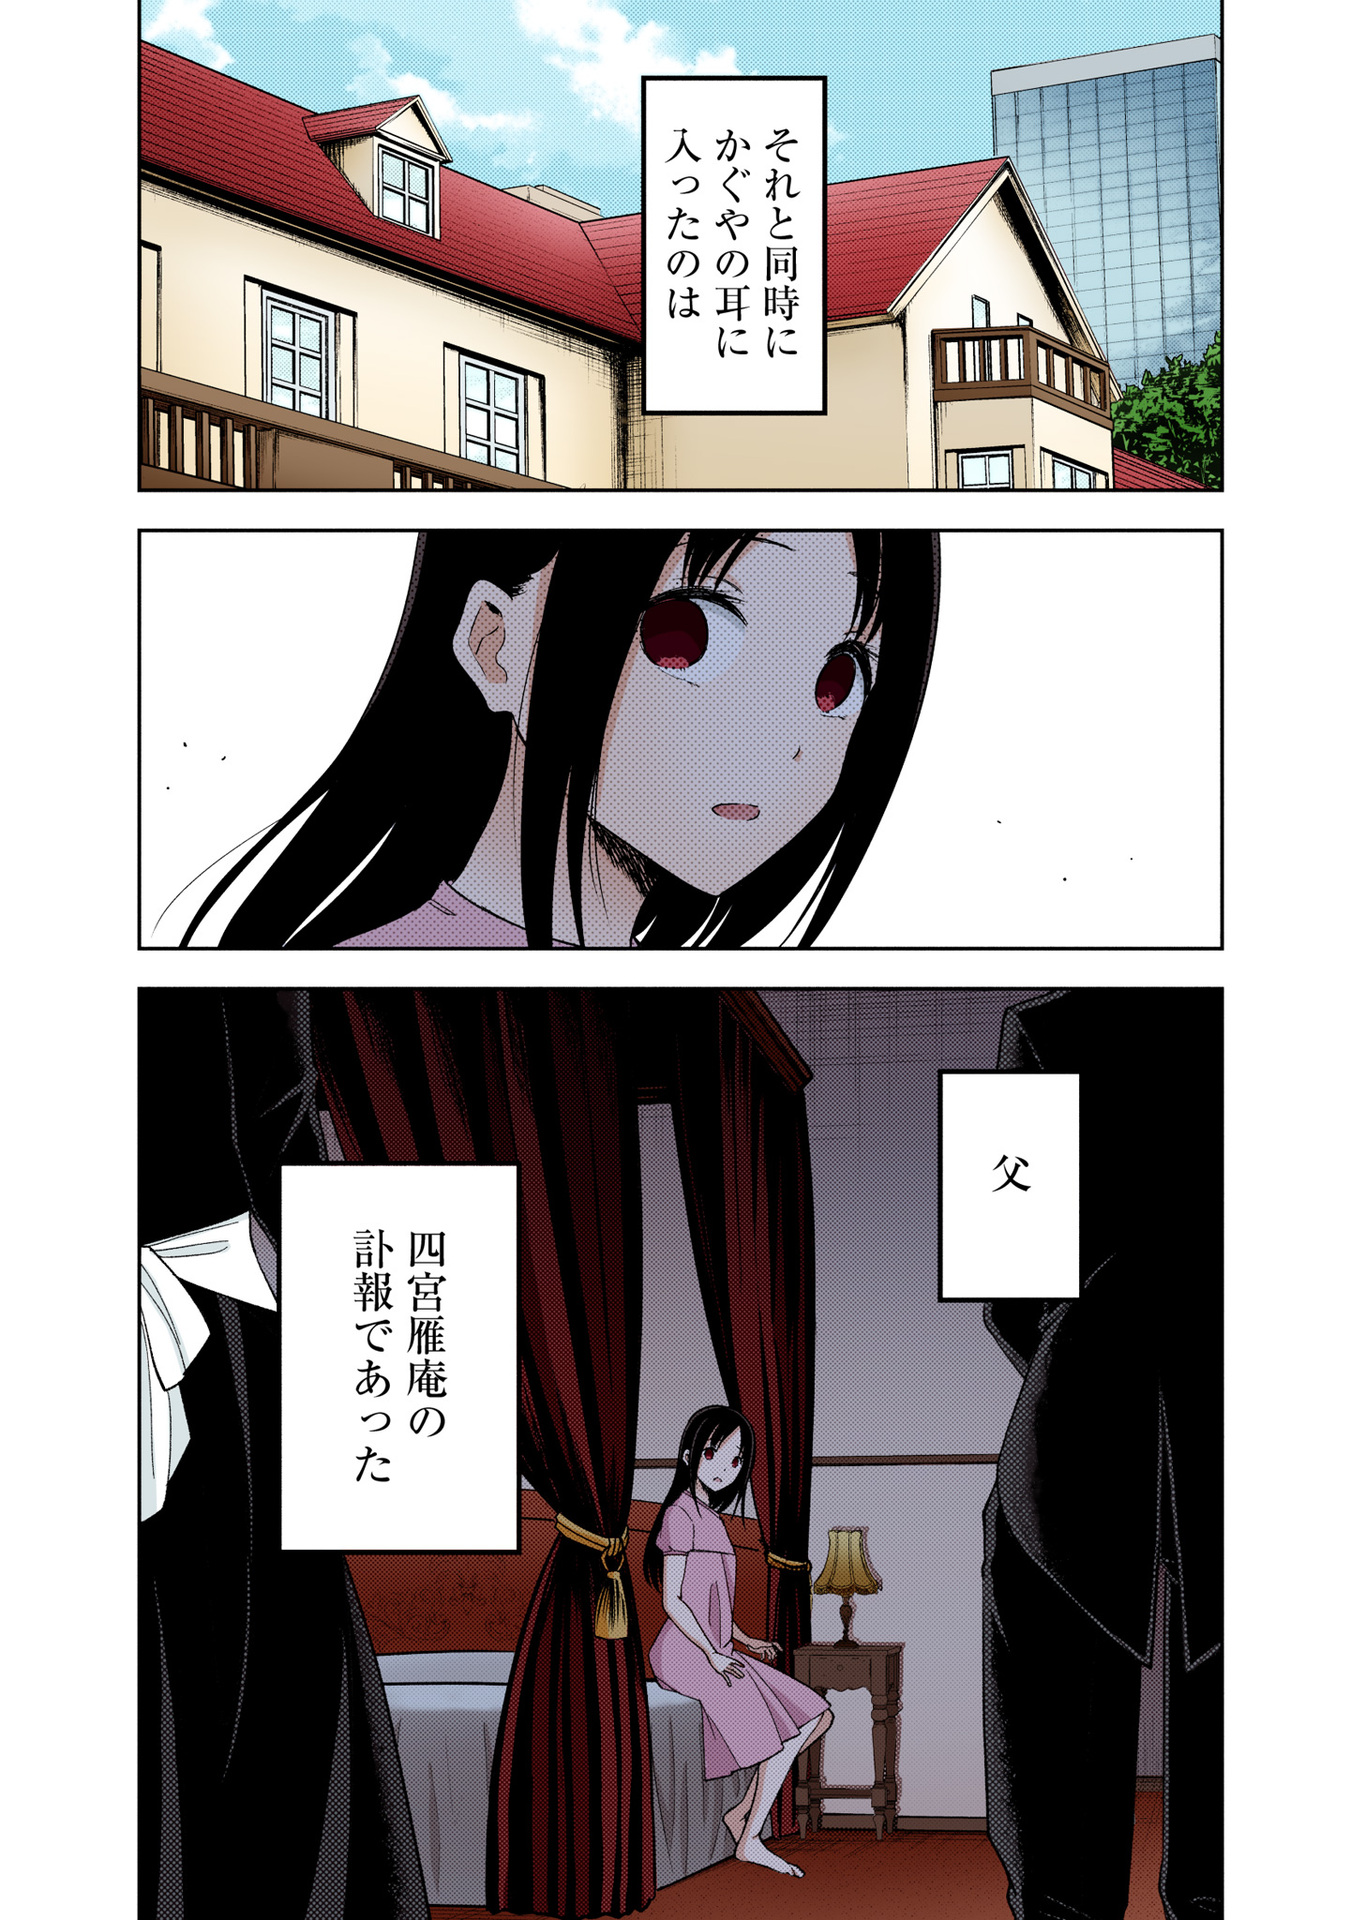 それと同時に
かぐやの耳に
入ったのは
父
四宮雁庵の
訃報であった